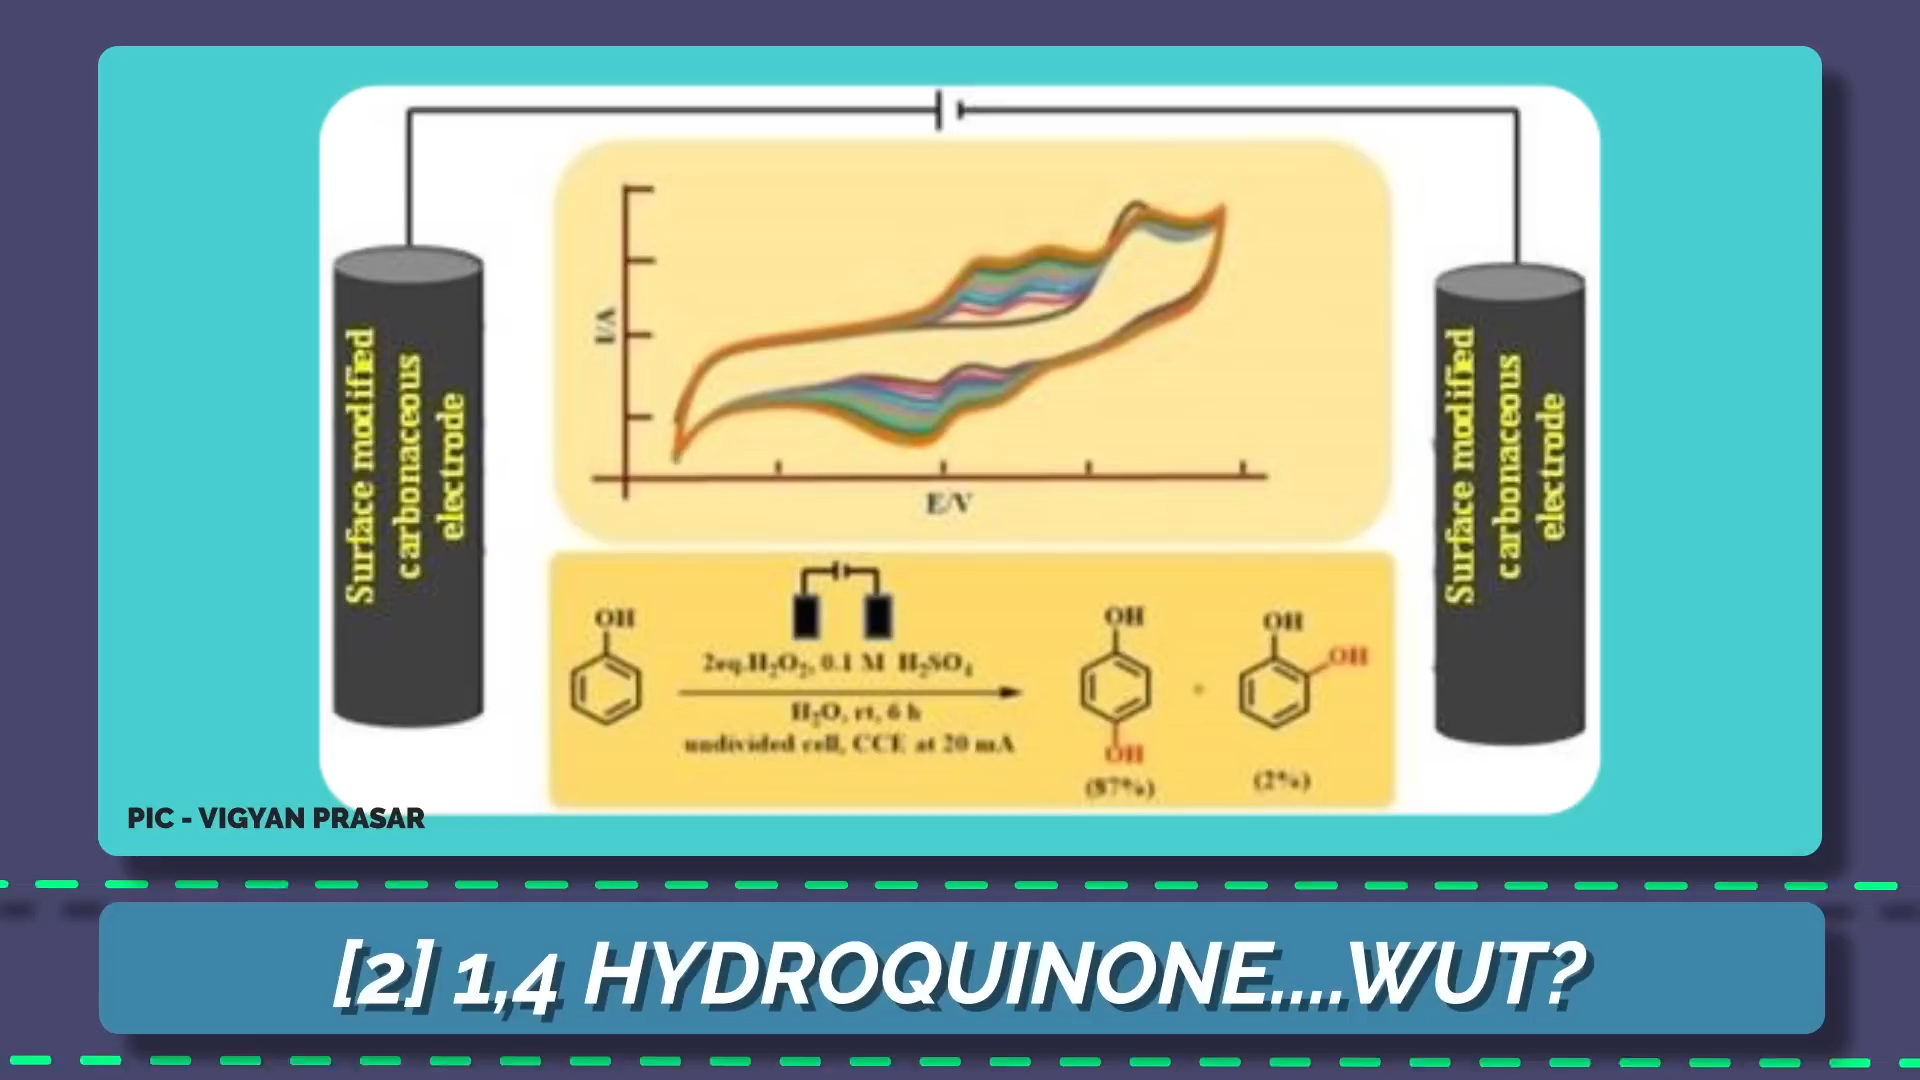 Surface modified
carbonaceous
electrode
I/A
E/V
Surface modified
carbonaceous
electrode
OH
2eq.H₂O₂, 0.1 M H₂SO₄
H₂O, rt, 6 h
undivided cell, CCE at 20 mA
OH
OH
OH
OH
(2%)
PIC - VIGYAN PRASAR
[2] 1,4 HYDROQUINONE....WUT?